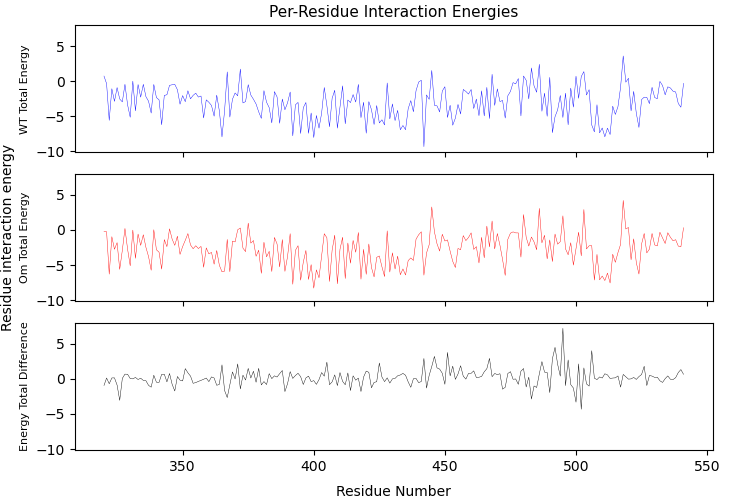 Per-Residue Interaction Energies
Residue interaction energy
WT Total Energy
5
0
−5
−10
Om Total Energy
5
0
−5
−10
Energy Total Difference
5
0
−5
−10
350 400 450 500 550
Residue Number